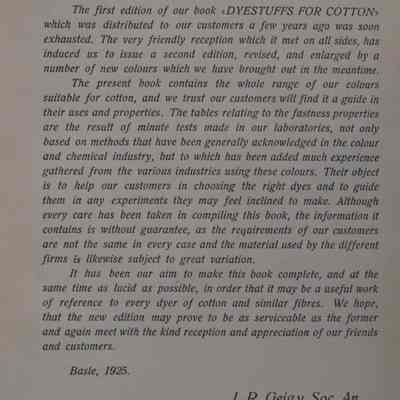 The first edition of our book «DYESTUFFS FOR COTTON»
which was distributed to our customers a few years ago was soon
exhausted. The very friendly reception which it met on all sides, has
induced us to issue a second edition, revised, and enlarged by a
number of new colours which we have brought out in the meantime.
The present book contains the whole range of our colours
suitable for cotton, and we trust our customers will find it a guide in
their uses and properties. The tables relating to the fastness properties
are the result of minute tests made in our laboratories, not only
based on methods that have been generally acknowledged in the colour
and chemical industry, but to which has been added much experience
gathered from the various industries using these colours. Their object
is to help our customers in choosing the right dyes and to guide
them in any experiments they may feel inclined to make. Although
every care has been taken in compiling this book, the information it
contains is without guarantee, as the requirements of our customers
are not the same in every case and the material used by the different
firms is likewise subject to great variation.
It has been our aim to make this book complete, and at the
same time as lucid as possible, in order that it may be a useful work
of reference to every dyer of cotton and similar fibres. We hope,
that the new edition may prove to be as serviceable as the former
and again meet with the kind reception and appreciation of our friends
and customers.
Basle, 1925.
J. R. Geigy Soc. An.